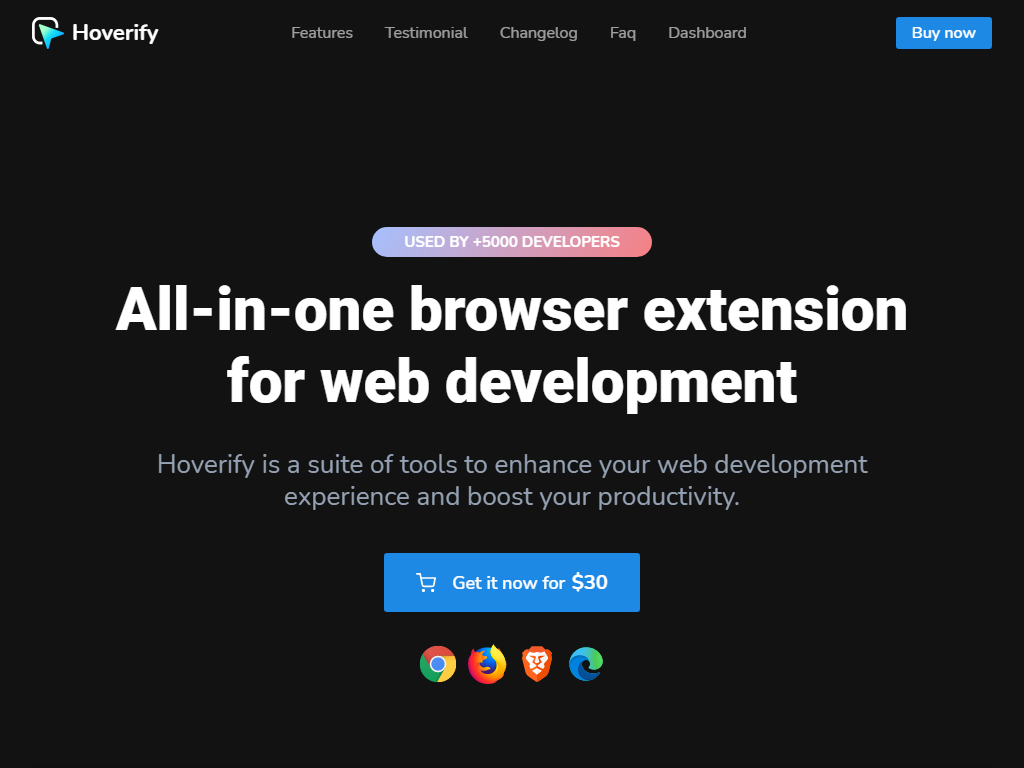 Hoverify
Features
Testimonial
Changelog
Faq
Dashboard
Buy now
USED BY +5000 DEVELOPERS
All-in-one browser extension
for web development
Hoverify is a suite of tools to enhance your web development
experience and boost your productivity.
Get it now for $30